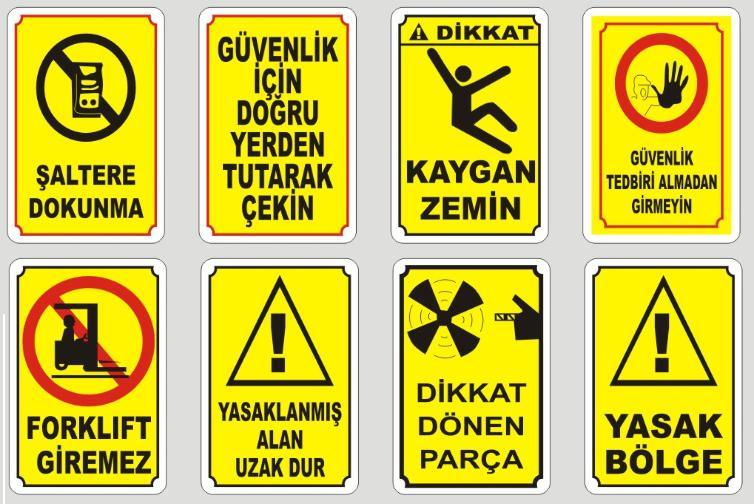 ŞALTERE
DOKUNMA
GÜVENLİK
İÇİN
DOĞRU
YERDEN
TUTARAK
ÇEKİN
DİKKAT
KAYGAN
ZEMİN
GÜVENLİK
TEDBİRİ ALMADAN
GİRMEYİN
FORKLIFT
GİREMEZ
YASAKLANMIŞ
ALAN
UZAK DUR
DİKKAT
DÖNEN
PARÇA
YASAK
BÖLGE